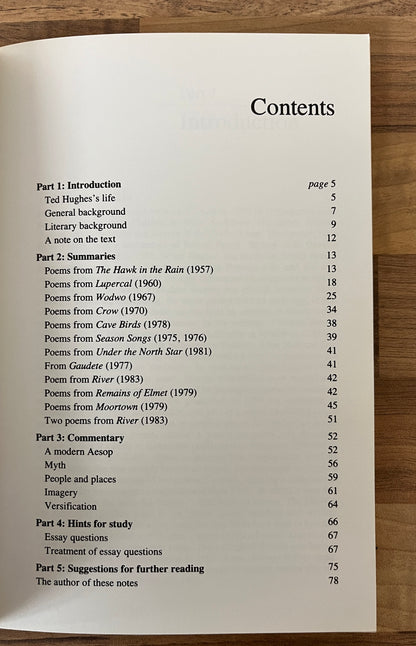 Contents
Part 1: Introduction page 5
Ted Hughes's life 5
General background 7
Literary background 9
A note on the text 12
Part 2: Summaries 13
Poems from The Hawk in the Rain (1957) 13
Poems from Lupercal (1960) 18
Poems from Wodwo (1967) 25
Poems from Crow (1970) 34
Poems from Cave Birds (1978) 38
Poems from Season Songs (1975, 1976) 39
Poems from Under the North Star (1981) 41
From Gaudete (1977) 41
Poem from River (1983) 42
Poems from Remains of Elmet (1979) 42
Poems from Moortown (1979) 45
Two poems from River (1983) 51
Part 3: Commentary 52
A modern Aesop 52
Myth 56
People and places 59
Imagery 61
Versification 64
Part 4: Hints for study 66
Essay questions 67
Treatment of essay questions 67
Part 5: Suggestions for further reading 75
The author of these notes 78